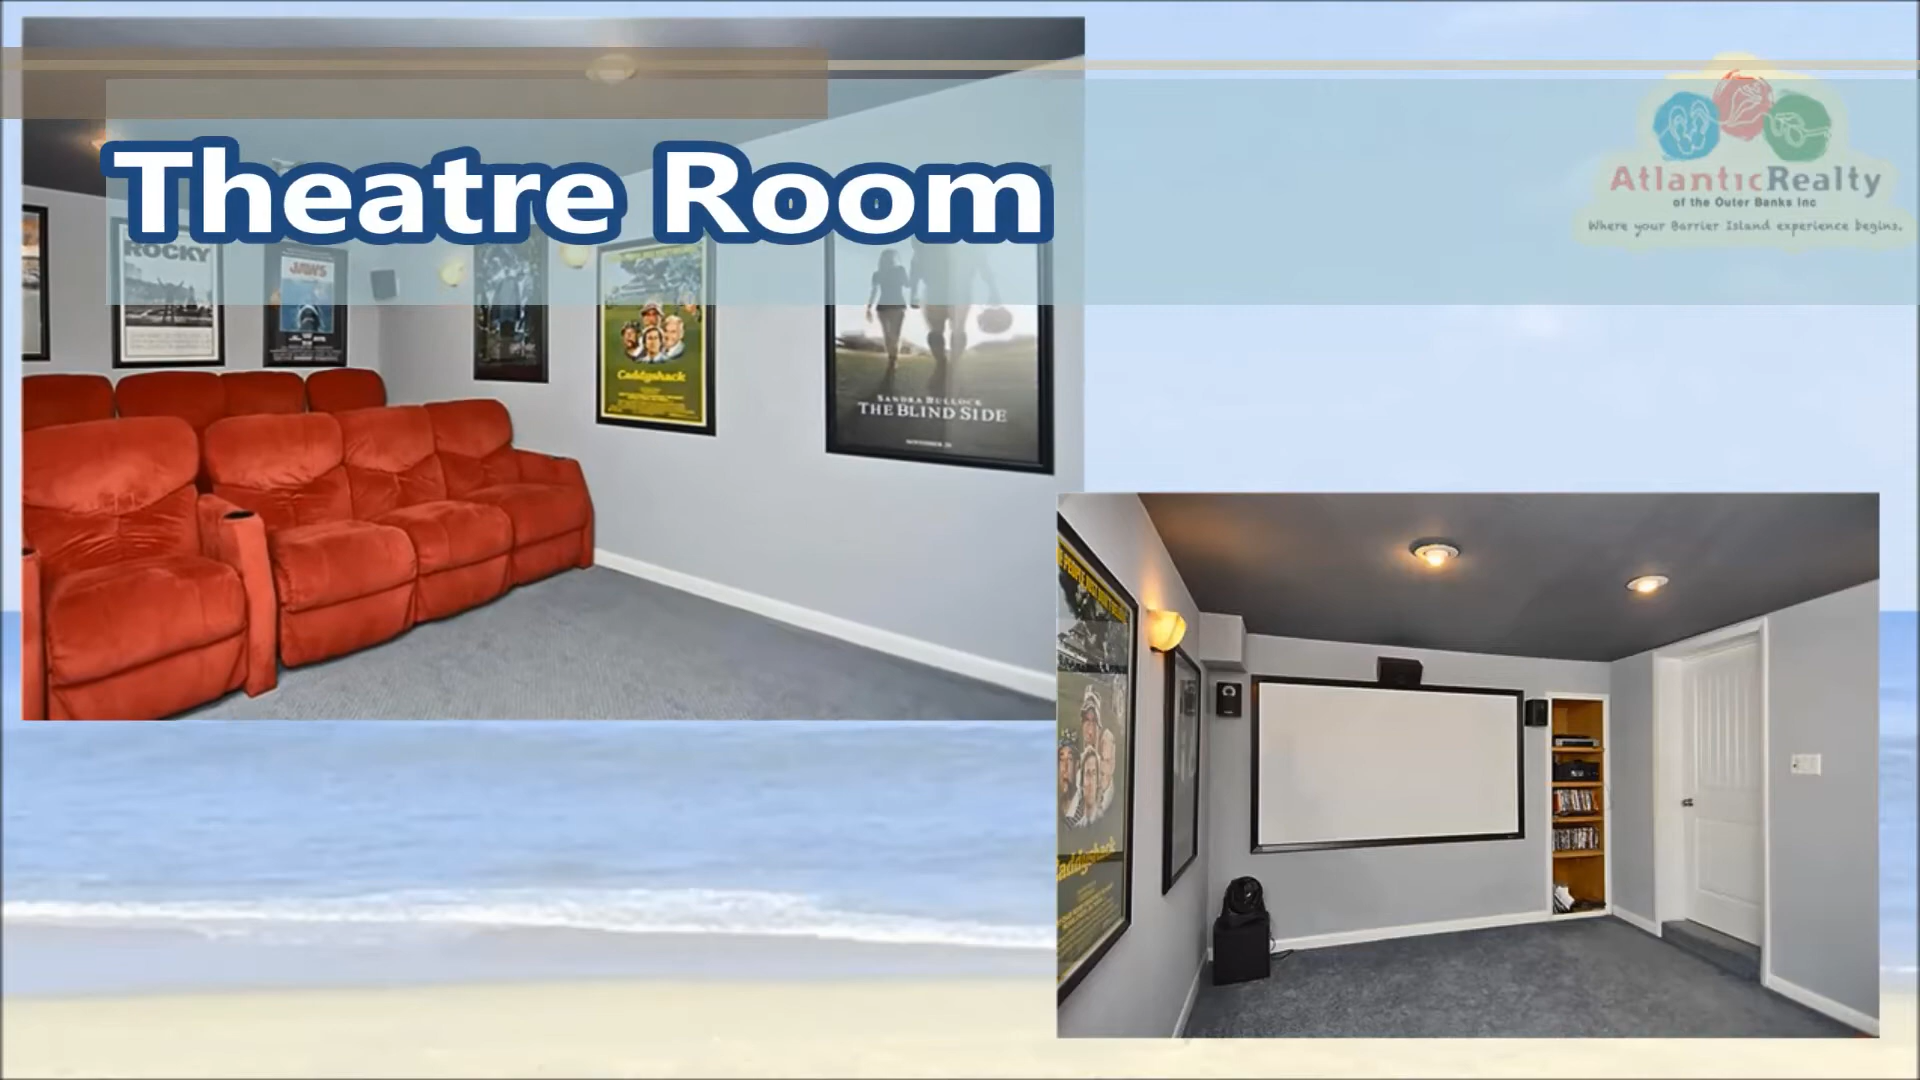 Theatre Room
AtlanticRealty
of the Outer Banks Inc
Where your Barrier Island experience begins.
ROCKY
JAWS
Caddyshack
SANDRA BULLOCK
THE BLIND SIDE
Caddyshack